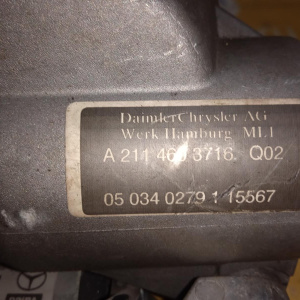 DaimlerChrysler AG
Werk Hamburg ML1
A 211 460 3716 Q02
05 034 0279 1 15567